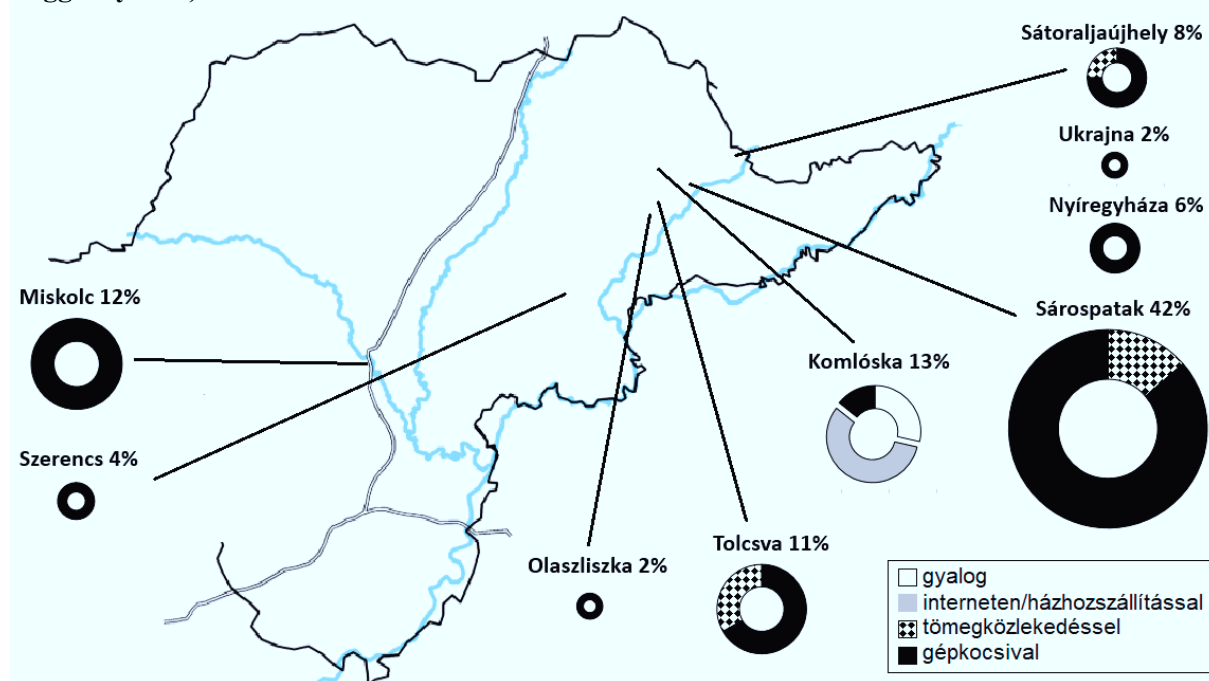 Sátoraljaújhely 8%
Ukrajna 2%
Nyíregyháza 6%
Miskolc 12%
Sárospatak 42%
Komlóska 13%
Szerencs 4%
Tolcsva 11%
Olaszliszka 2%
gyalog
interneten/házhozszállítással
tömegközlekedéssel
gépkocsival